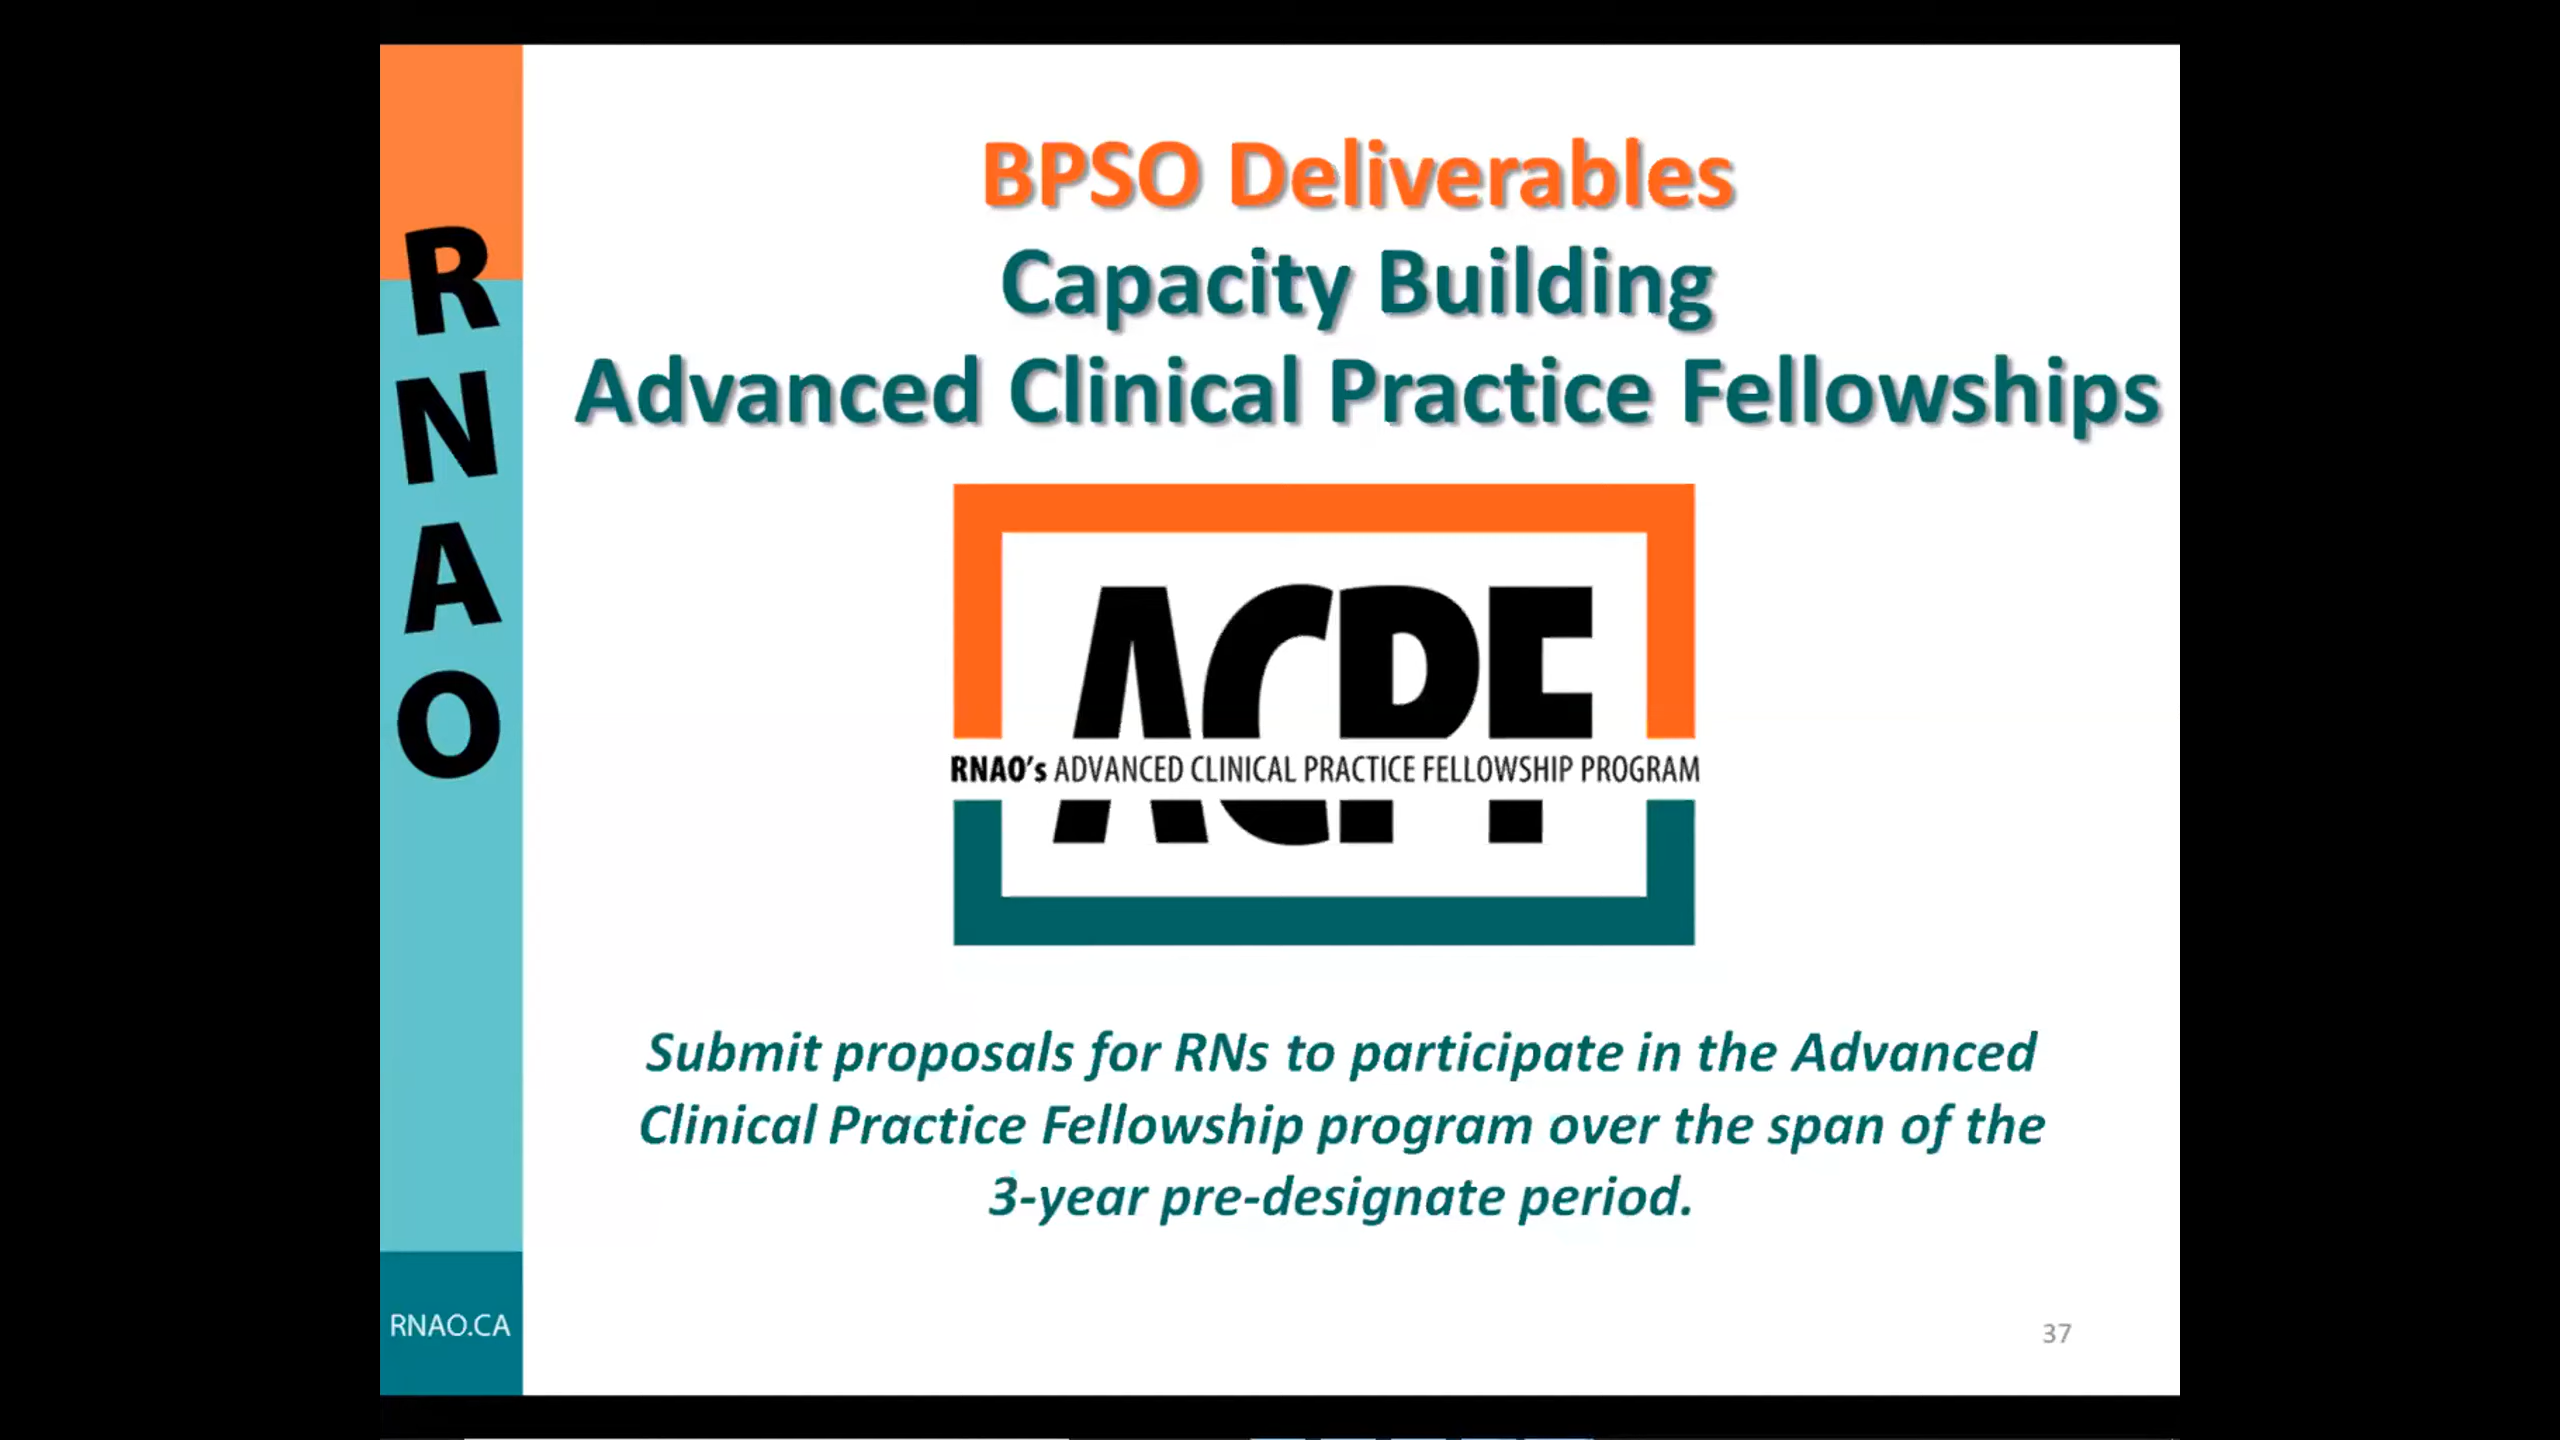 RNAO
BPSO Deliverables
Capacity Building
Advanced Clinical Practice Fellowships
ACPF
RNAO's ADVANCED CLINICAL PRACTICE FELLOWSHIP PROGRAM
Submit proposals for RNs to participate in the Advanced
Clinical Practice Fellowship program over the span of the
3-year pre-designate period.
RNAO.CA
37